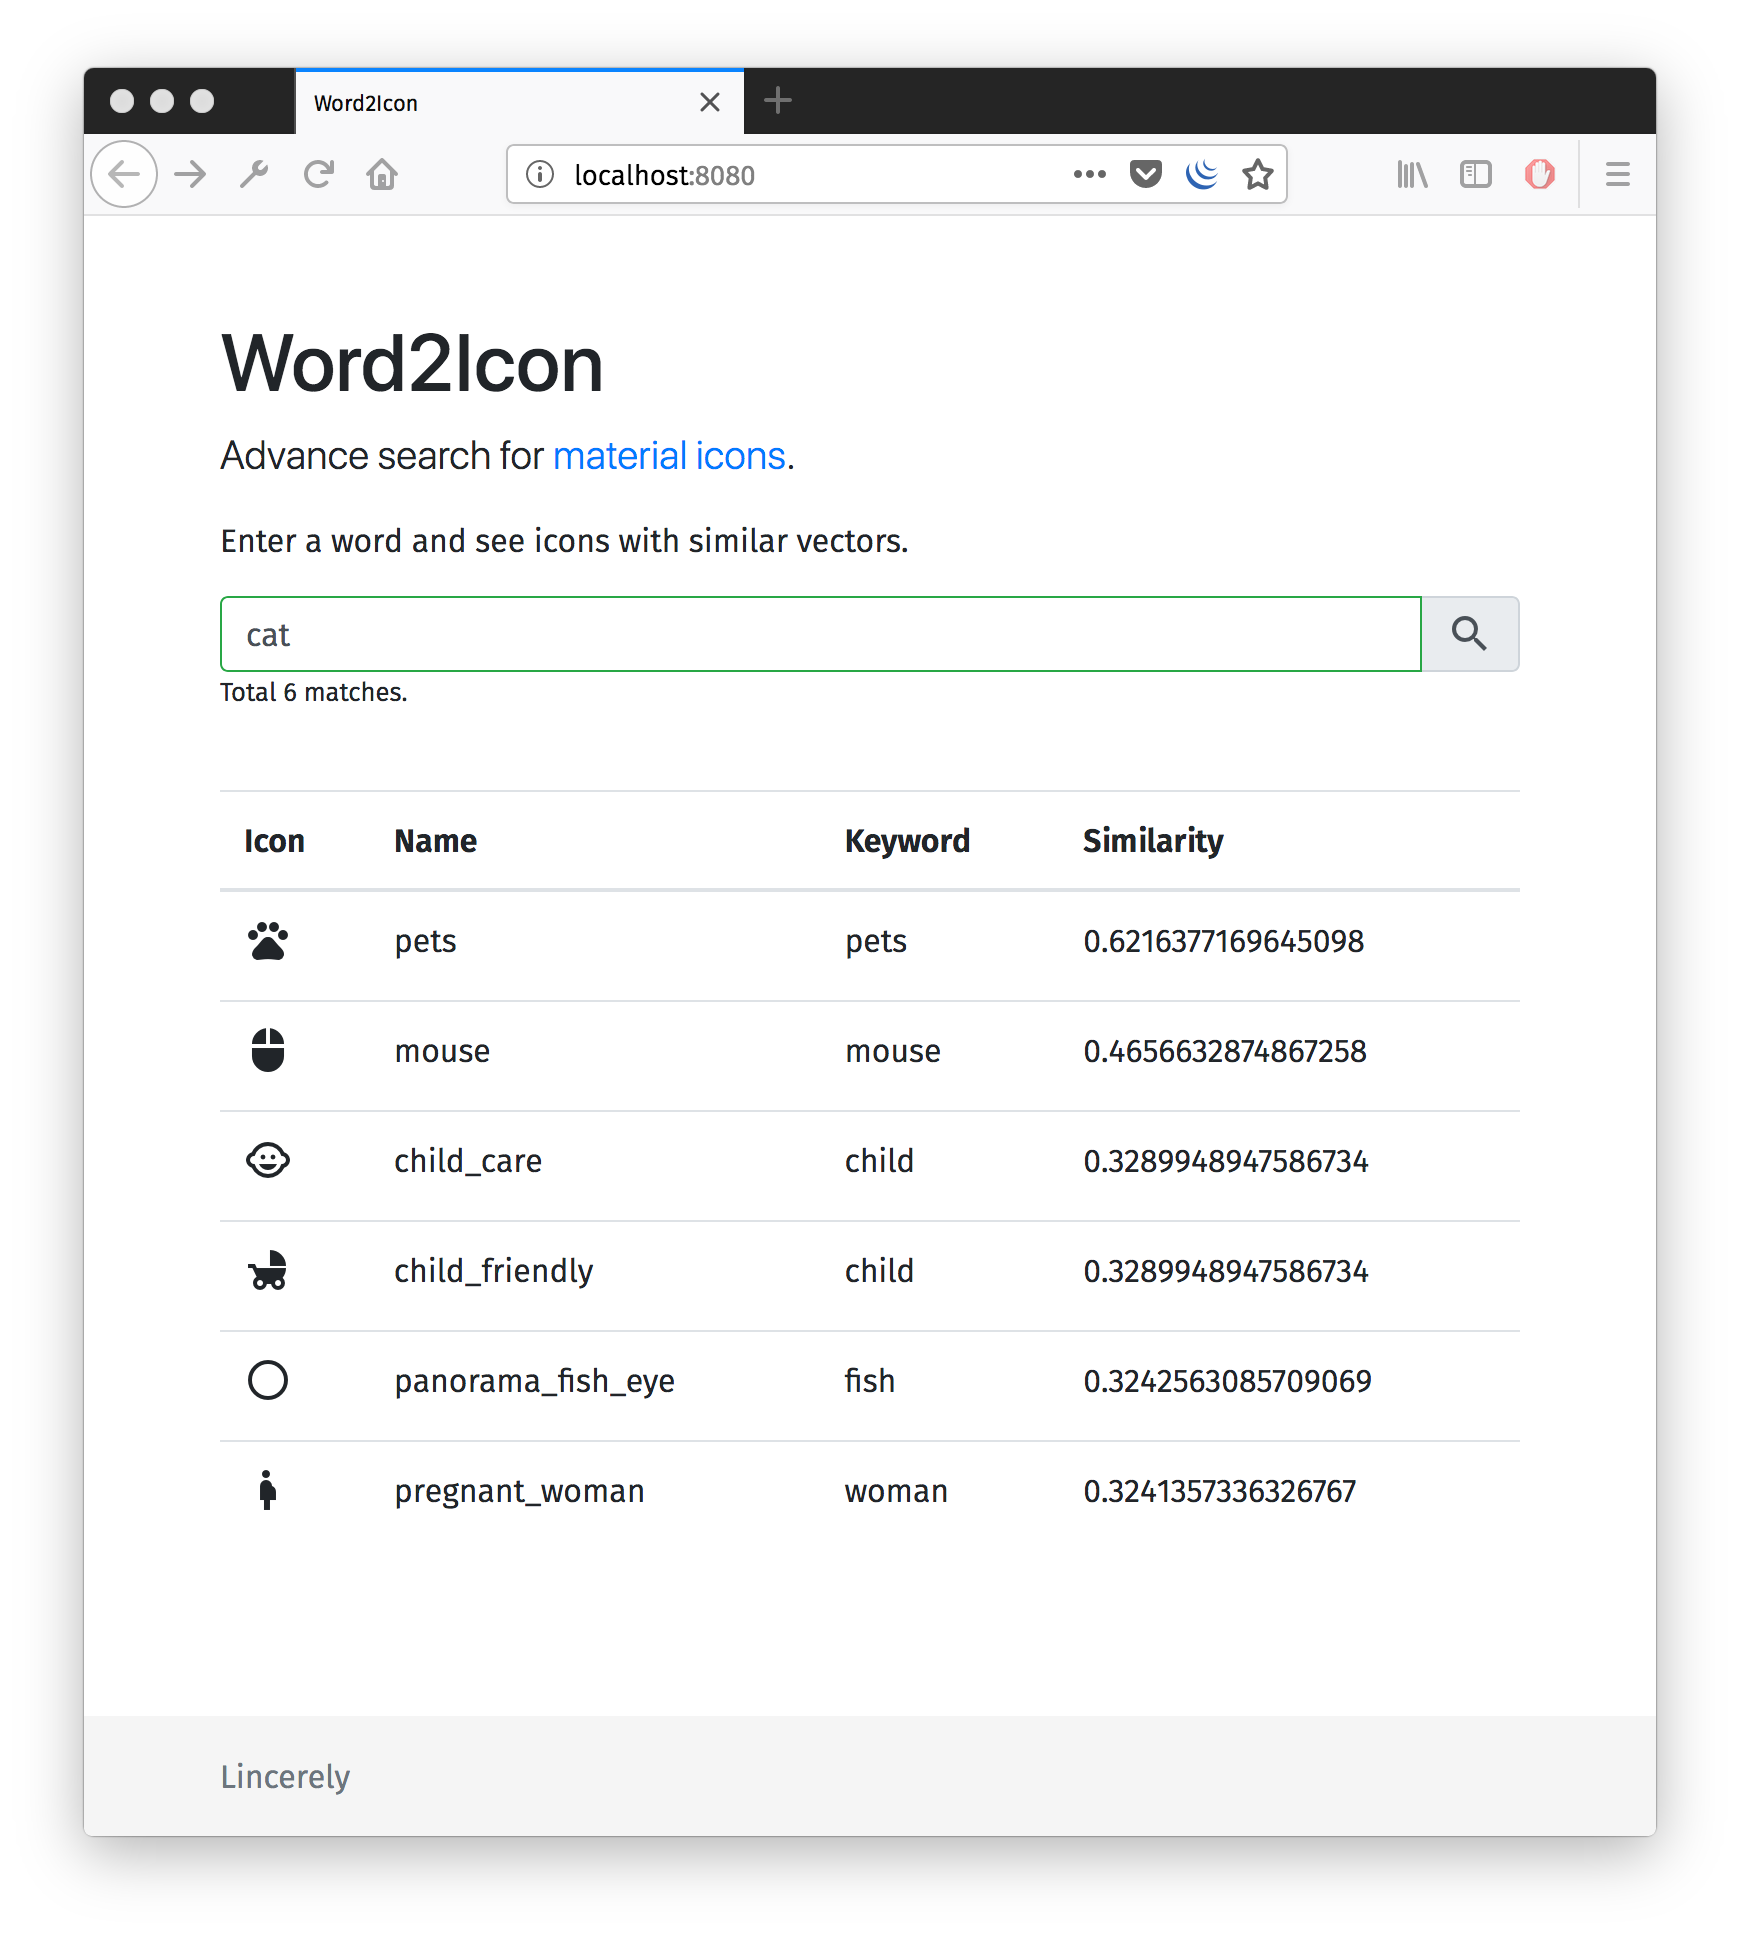 Word2Icon
localhost:8080
Word2Icon
Advance search for material icons.
Enter a word and see icons with similar vectors.
cat
Total 6 matches.
Icon Name Keyword Similarity
pets pets 0.6216377169645098
mouse mouse 0.4656632874867258
child_care child 0.3289948947586734
child_friendly child 0.3289948947586734
panorama_fish_eye fish 0.3242563085709069
pregnant_woman woman 0.3241357336326767
Lincerely